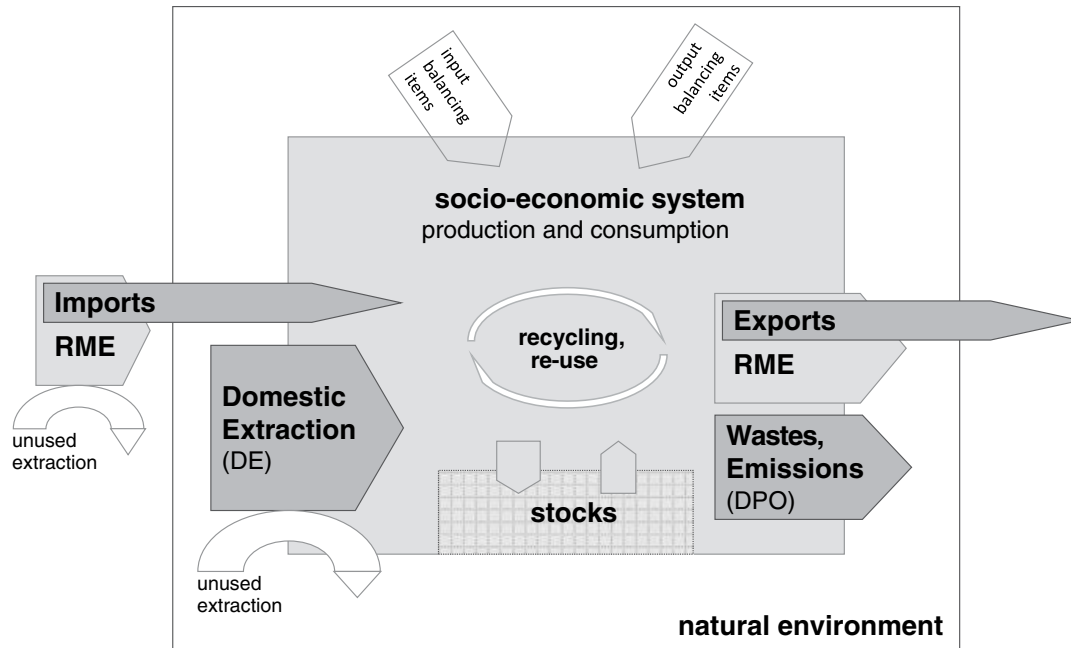 input
balancing
items
output
balancing
items
socio-economic system
production and consumption
Imports
RME
unused
extraction
Domestic
Extraction
(DE)
unused
extraction
recycling,
re-use
stocks
Exports
RME
Wastes,
Emissions
(DPO)
natural environment